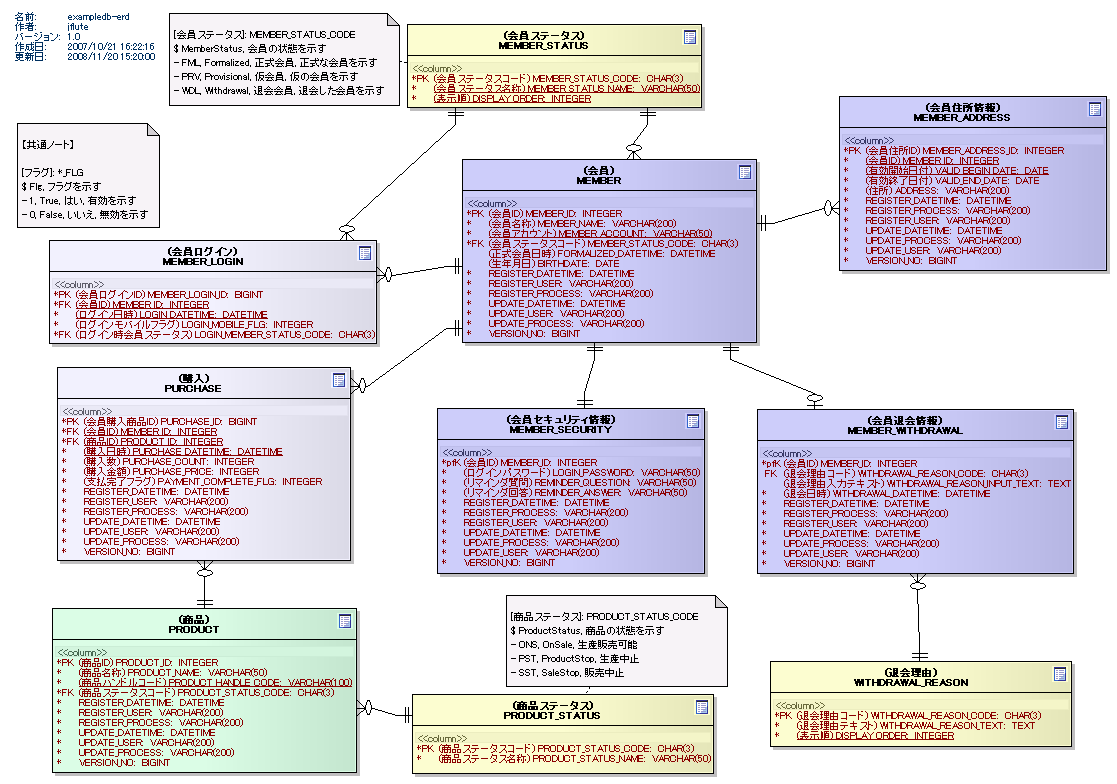 名前: exampledb-erd
作者: jflute
バージョン: 1.0
作成日: 2007/10/21 16:22:16
更新日: 2008/11/20 15:20:00
[会員ステータス]: MEMBER_STATUS_CODE
$ MemberStatus, 会員の状態を示す
- FML, Formalized, 正式会員, 正式な会員を示す
- PRV, Provisional, 仮会員, 仮の会員を示す
- WDL, Withdrawal, 退会会員, 退会した会員を示す
(会員ステータス)
MEMBER_STATUS
<<column>>
*PK (会員ステータスコード) MEMBER_STATUS_CODE: CHAR(3)
* (会員ステータス名称) MEMBER_STATUS_NAME: VARCHAR(50)
* (表示順) DISPLAY_ORDER: INTEGER
【共通ノート】
[フラグ]: *_FLG
$ Flg, フラグを示す
- 1, True, はい, 有効を示す
- 0, False, いいえ, 無効を示す
(会員住所情報)
MEMBER_ADDRESS
<<column>>
*PK (会員住所ID) MEMBER_ADDRESS_ID: INTEGER
* (会員ID) MEMBER_ID: INTEGER
* (有効開始日付) VALID_BEGIN_DATE: DATE
* (有効終了日付) VALID_END_DATE: DATE
* (住所) ADDRESS: VARCHAR(200)
* REGISTER_DATETIME: DATETIME
* REGISTER_PROCESS: VARCHAR(200)
* REGISTER_USER: VARCHAR(200)
* UPDATE_DATETIME: DATETIME
* UPDATE_PROCESS: VARCHAR(200)
* UPDATE_USER: VARCHAR(200)
* VERSION_NO: BIGINT
(会員)
MEMBER
<<column>>
*PK (会員ID) MEMBER_ID: INTEGER
* (会員名称) MEMBER_NAME: VARCHAR(200)
* (会員アカウント) MEMBER_ACCOUNT: VARCHAR(50)
*FK (会員ステータスコード) MEMBER_STATUS_CODE: CHAR(3)
(正式会員日時) FORMALIZED_DATETIME: DATETIME
(生年月日) BIRTHDATE: DATE
* REGISTER_DATETIME: DATETIME
* REGISTER_USER: VARCHAR(200)
* REGISTER_PROCESS: VARCHAR(200)
* UPDATE_DATETIME: DATETIME
* UPDATE_USER: VARCHAR(200)
* UPDATE_PROCESS: VARCHAR(200)
* VERSION_NO: BIGINT
(会員ログイン)
MEMBER_LOGIN
<<column>>
*PK (会員ログインID) MEMBER_LOGIN_ID: BIGINT
*FK (会員ID) MEMBER_ID: INTEGER
* (ログイン日時) LOGIN_DATETIME: DATETIME
* (ログインモバイルフラグ) LOGIN_MOBILE_FLG: INTEGER
*FK (ログイン時会員ステータス) LOGIN_MEMBER_STATUS_CODE: CHAR(3)
(購入)
PURCHASE
<<column>>
*PK (会員購入商品ID) PURCHASE_ID: BIGINT
*FK (会員ID) MEMBER_ID: INTEGER
*FK (商品ID) PRODUCT_ID: INTEGER
* (購入日時) PURCHASE_DATETIME: DATETIME
* (購入数) PURCHASE_COUNT: INTEGER
* (購入金額) PURCHASE_PRICE: INTEGER
* (支払完了フラグ) PAYMENT_COMPLETE_FLG: INTEGER
* REGISTER_DATETIME: DATETIME
* REGISTER_USER: VARCHAR(200)
* REGISTER_PROCESS: VARCHAR(200)
* UPDATE_DATETIME: DATETIME
* UPDATE_USER: VARCHAR(200)
* UPDATE_PROCESS: VARCHAR(200)
* VERSION_NO: BIGINT
(会員セキュリティ情報)
MEMBER_SECURITY
<<column>>
*pfK (会員ID) MEMBER_ID: INTEGER
* (ログインパスワード) LOGIN_PASSWORD: VARCHAR(50)
* (リマインダ質問) REMINDER_QUESTION: VARCHAR(50)
* (リマインダ回答) REMINDER_ANSWER: VARCHAR(50)
* REGISTER_DATETIME: DATETIME
* REGISTER_PROCESS: VARCHAR(200)
* REGISTER_USER: VARCHAR(200)
* UPDATE_DATETIME: DATETIME
* UPDATE_PROCESS: VARCHAR(200)
* UPDATE_USER: VARCHAR(200)
* VERSION_NO: BIGINT
(会員退会情報)
MEMBER_WITHDRAWAL
<<column>>
*pfK (会員ID) MEMBER_ID: INTEGER
FK (退会理由コード) WITHDRAWAL_REASON_CODE: CHAR(3)
(退会理由入力テキスト) WITHDRAWAL_REASON_INPUT_TEXT: TEXT
* (退会日時) WITHDRAWAL_DATETIME: DATETIME
* REGISTER_DATETIME: DATETIME
* REGISTER_PROCESS: VARCHAR(200)
* REGISTER_USER: VARCHAR(200)
* UPDATE_DATETIME: DATETIME
* UPDATE_PROCESS: VARCHAR(200)
* UPDATE_USER: VARCHAR(200)
* VERSION_NO: BIGINT
(商品)
PRODUCT
<<column>>
*PK (商品ID) PRODUCT_ID: INTEGER
* (商品名称) PRODUCT_NAME: VARCHAR(50)
* (商品ハンドルコード) PRODUCT_HANDLE_CODE: VARCHAR(100)
*FK (商品ステータスコード) PRODUCT_STATUS_CODE: CHAR(3)
* REGISTER_DATETIME: DATETIME
* REGISTER_USER: VARCHAR(200)
* REGISTER_PROCESS: VARCHAR(200)
* UPDATE_DATETIME: DATETIME
* UPDATE_USER: VARCHAR(200)
* UPDATE_PROCESS: VARCHAR(200)
* VERSION_NO: BIGINT
[商品ステータス]: PRODUCT_STATUS_CODE
$ ProductStatus, 商品の状態を示す
- ONS, OnSale, 生産販売可能
- PST, ProductStop, 生産中止
- SST, SaleStop, 販売中止
(商品ステータス)
PRODUCT_STATUS
<<column>>
*PK (商品ステータスコード) PRODUCT_STATUS_CODE: CHAR(3)
* (商品ステータス名称) PRODUCT_STATUS_NAME: VARCHAR(50)
(退会理由)
WITHDRAWAL_REASON
<<column>>
*PK (退会理由コード) WITHDRAWAL_REASON_CODE: CHAR(3)
* (退会理由テキスト) WITHDRAWAL_REASON_TEXT: TEXT
* (表示順) DISPLAY_ORDER: INTEGER